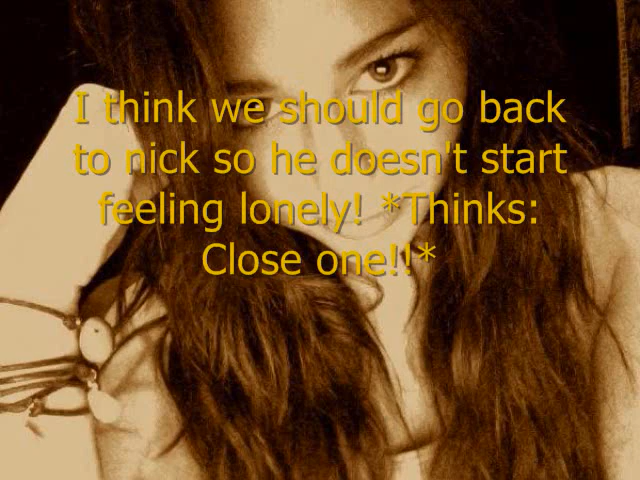 I think we should go back
to nick so he doesn't start
feeling lonely! *Thinks:
Close one!!*